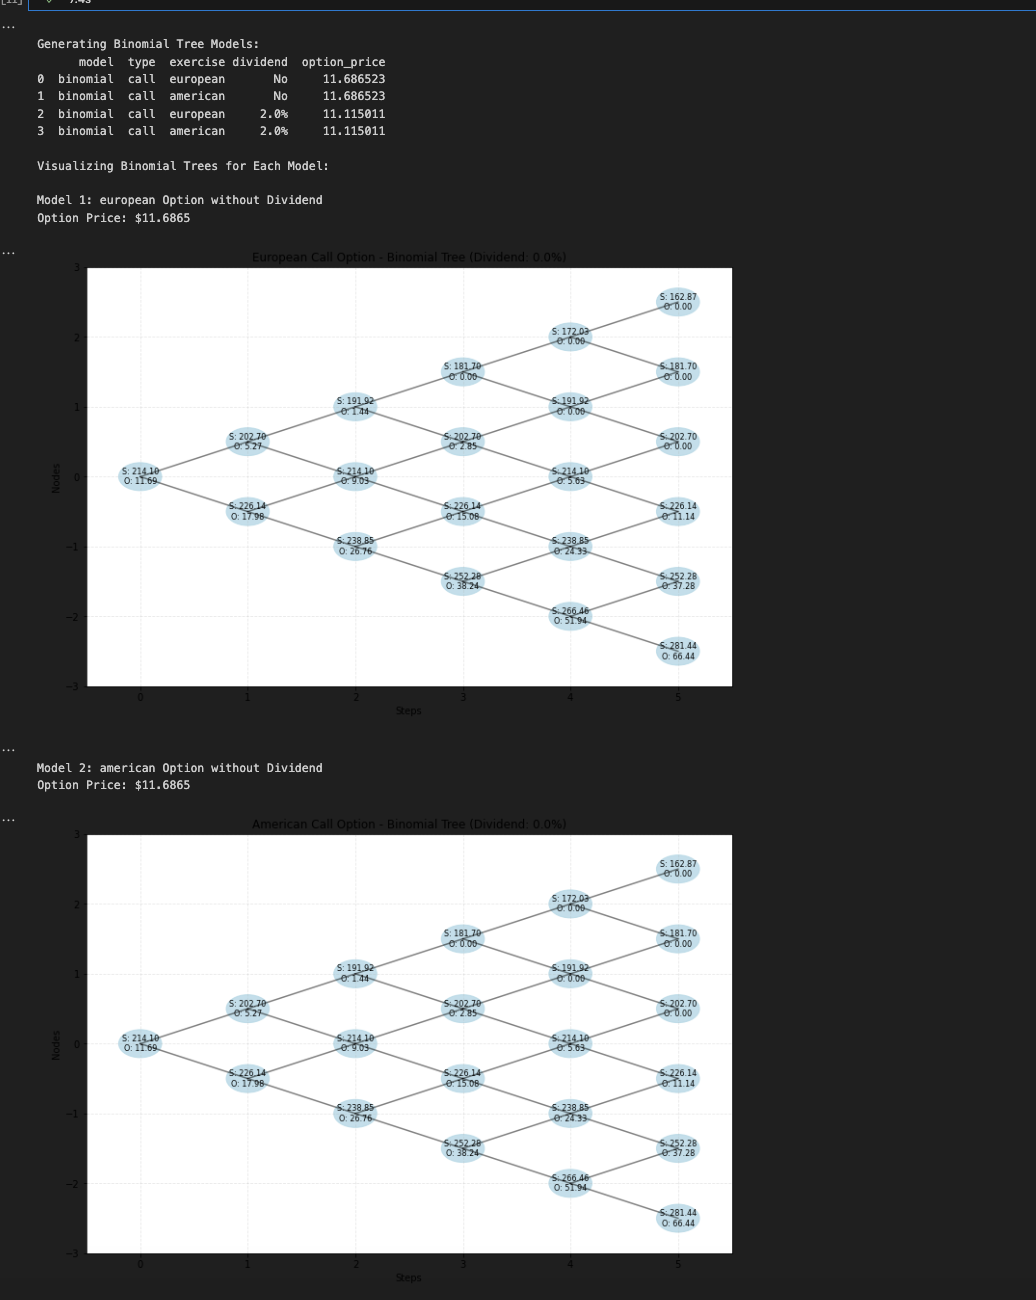 [11]
7.4s
...
Generating Binomial Tree Models:
model type exercise dividend option_price
0 binomial call european No 11.686523
1 binomial call american No 11.686523
2 binomial call european 2.0% 11.115011
3 binomial call american 2.0% 11.115011
Visualizing Binomial Trees for Each Model:
Model 1: european Option without Dividend
Option Price: $11.6865
...
European Call Option - Binomial Tree (Dividend: 0.0%)
3
S: 162.87
O: 0.00
2
S: 172.03
O: 0.00
S: 181.70
O: 0.00
S: 181.70
O: 0.00
1
S: 191.92
O: 1.44
S: 191.92
O: 0.00
S: 202.70
O: 5.27
S: 202.70
O: 2.85
S: 202.70
O: 0.00
Nodes
0
S: 214.10
O: 11.69
S: 214.10
O: 9.03
S: 214.10
O: 5.63
S: 226.14
O: 17.98
S: 226.14
O: 15.08
S: 226.14
O: 11.14
−1
S: 238.85
O: 26.76
S: 238.85
O: 24.33
S: 252.28
O: 38.24
S: 252.28
O: 37.28
−2
S: 266.46
O: 51.94
S: 281.44
O: 66.44
−3
0 1 2 3 4 5
Steps
...
Model 2: american Option without Dividend
Option Price: $11.6865
...
American Call Option - Binomial Tree (Dividend: 0.0%)
3
S: 162.87
O: 0.00
2
S: 172.03
O: 0.00
S: 181.70
O: 0.00
S: 181.70
O: 0.00
1
S: 191.92
O: 1.44
S: 191.92
O: 0.00
S: 202.70
O: 5.27
S: 202.70
O: 2.85
S: 202.70
O: 0.00
Nodes
0
S: 214.10
O: 11.69
S: 214.10
O: 9.03
S: 214.10
O: 5.63
S: 226.14
O: 17.98
S: 226.14
O: 15.08
S: 226.14
O: 11.14
−1
S: 238.85
O: 26.76
S: 238.85
O: 24.33
S: 252.28
O: 38.24
S: 252.28
O: 37.28
−2
S: 266.46
O: 51.94
S: 281.44
O: 66.44
−3
0 1 2 3 4 5
Steps